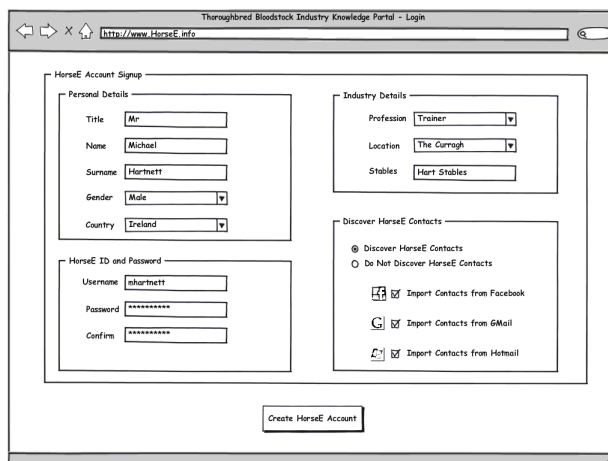 Thoroughbred Bloodstock Industry Knowledge Portal - Login
http://www.HorseE.info
HorseE Account Signup
Personal Details
Title Mr
Name Michael
Surname Hartnett
Gender Male
Country Ireland
HorseE ID and Password
Username mhartnett
Password **********
Confirm **********
Industry Details
Profession Trainer
Location The Curragh
Stables Hart Stables
Discover HorseE Contacts
Discover HorseE Contacts
Do Not Discover HorseE Contacts
Import Contacts from Facebook
G Import Contacts from GMail
Import Contacts from Hotmail
Create HorseE Account